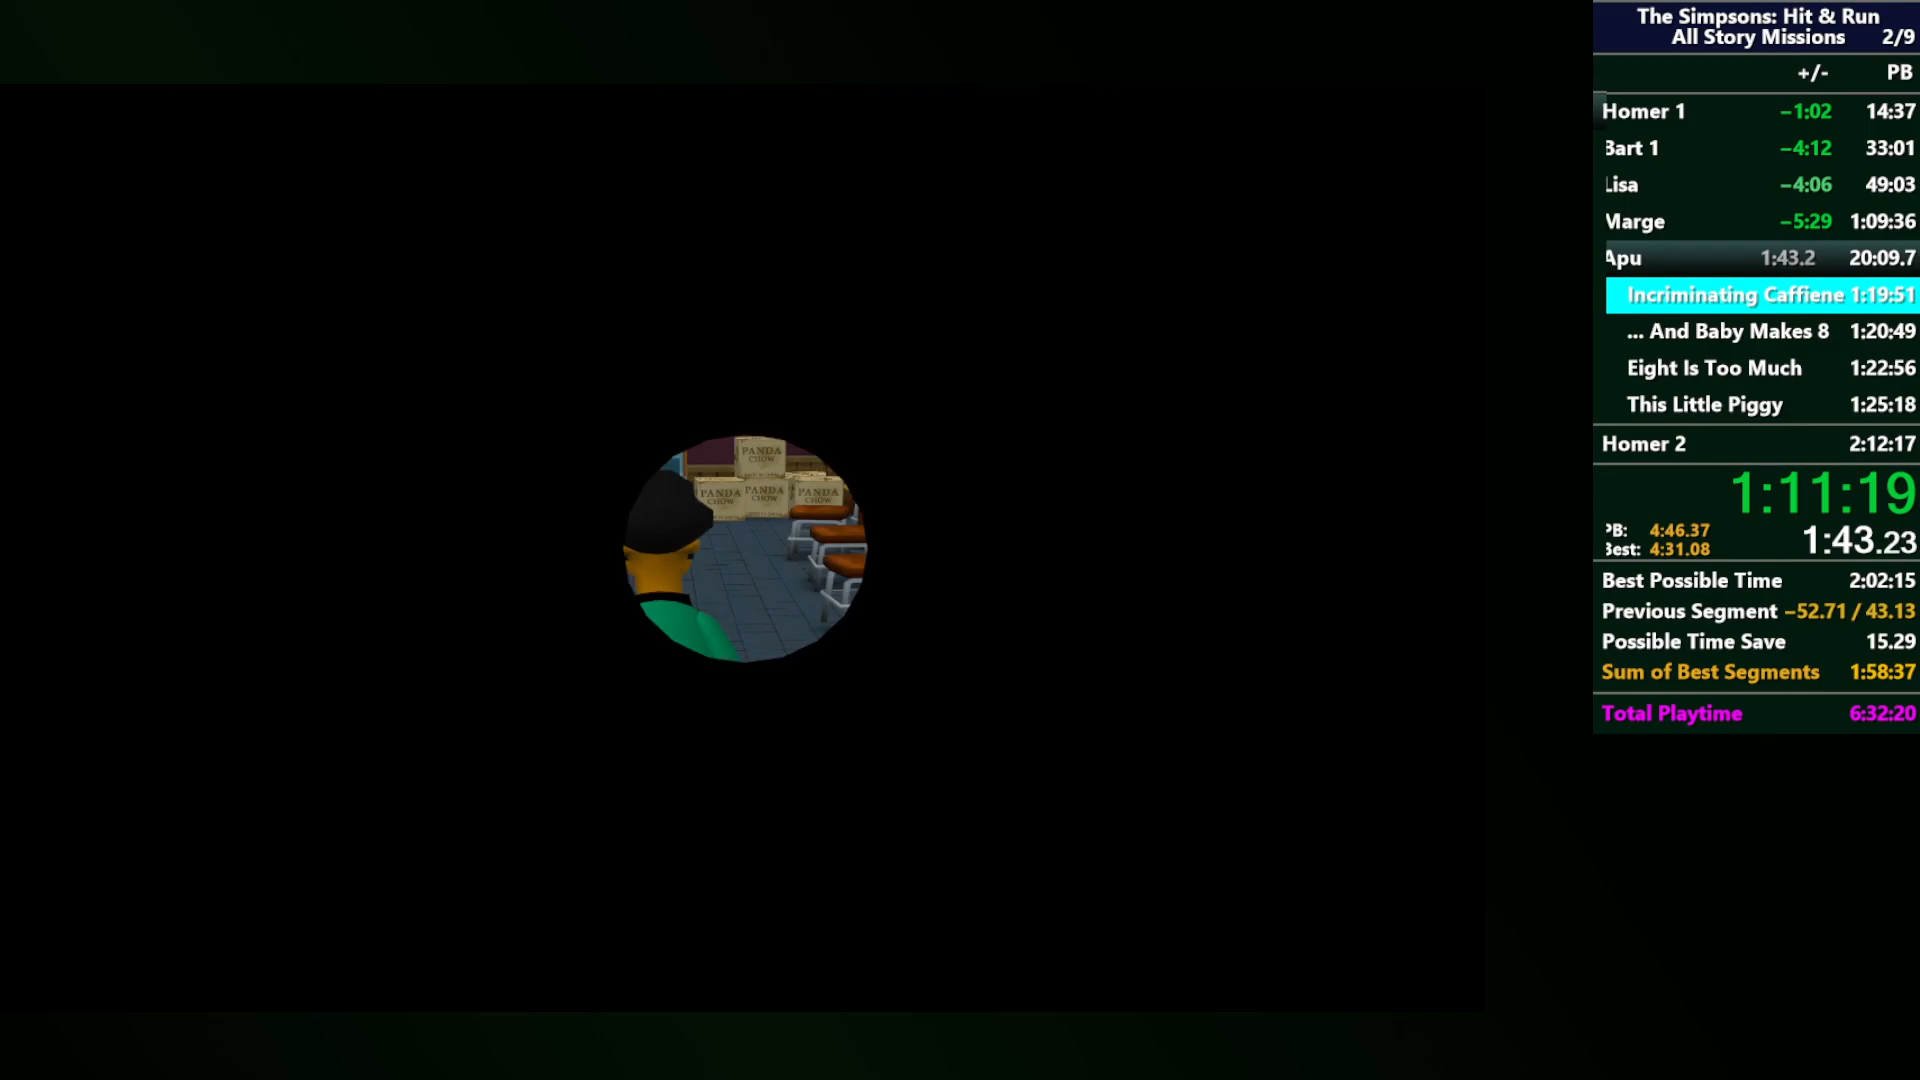 The Simpsons: Hit & Run
All Story Missions 2/9
+/- PB
Homer 1 −1:02 14:37
Bart 1 −4:12 33:01
Lisa −4:06 49:03
Marge −5:29 1:09:36
Apu 1:43.2 20:09.7
Incriminating Caffiene 1:19:51
... And Baby Makes 8 1:20:49
Eight Is Too Much 1:22:56
This Little Piggy 1:25:18
Homer 2 2:12:17
1:11:19
PB: 4:46.37
Best: 4:31.08
1:43.23
Best Possible Time 2:02:15
Previous Segment −52.71 / 43.13
Possible Time Save 15.29
Sum of Best Segments 1:58:37
Total Playtime 6:32:20
PANDA
CHOW
PANDA
CHOW
PANDA
CHOW
PANDA
CHOW